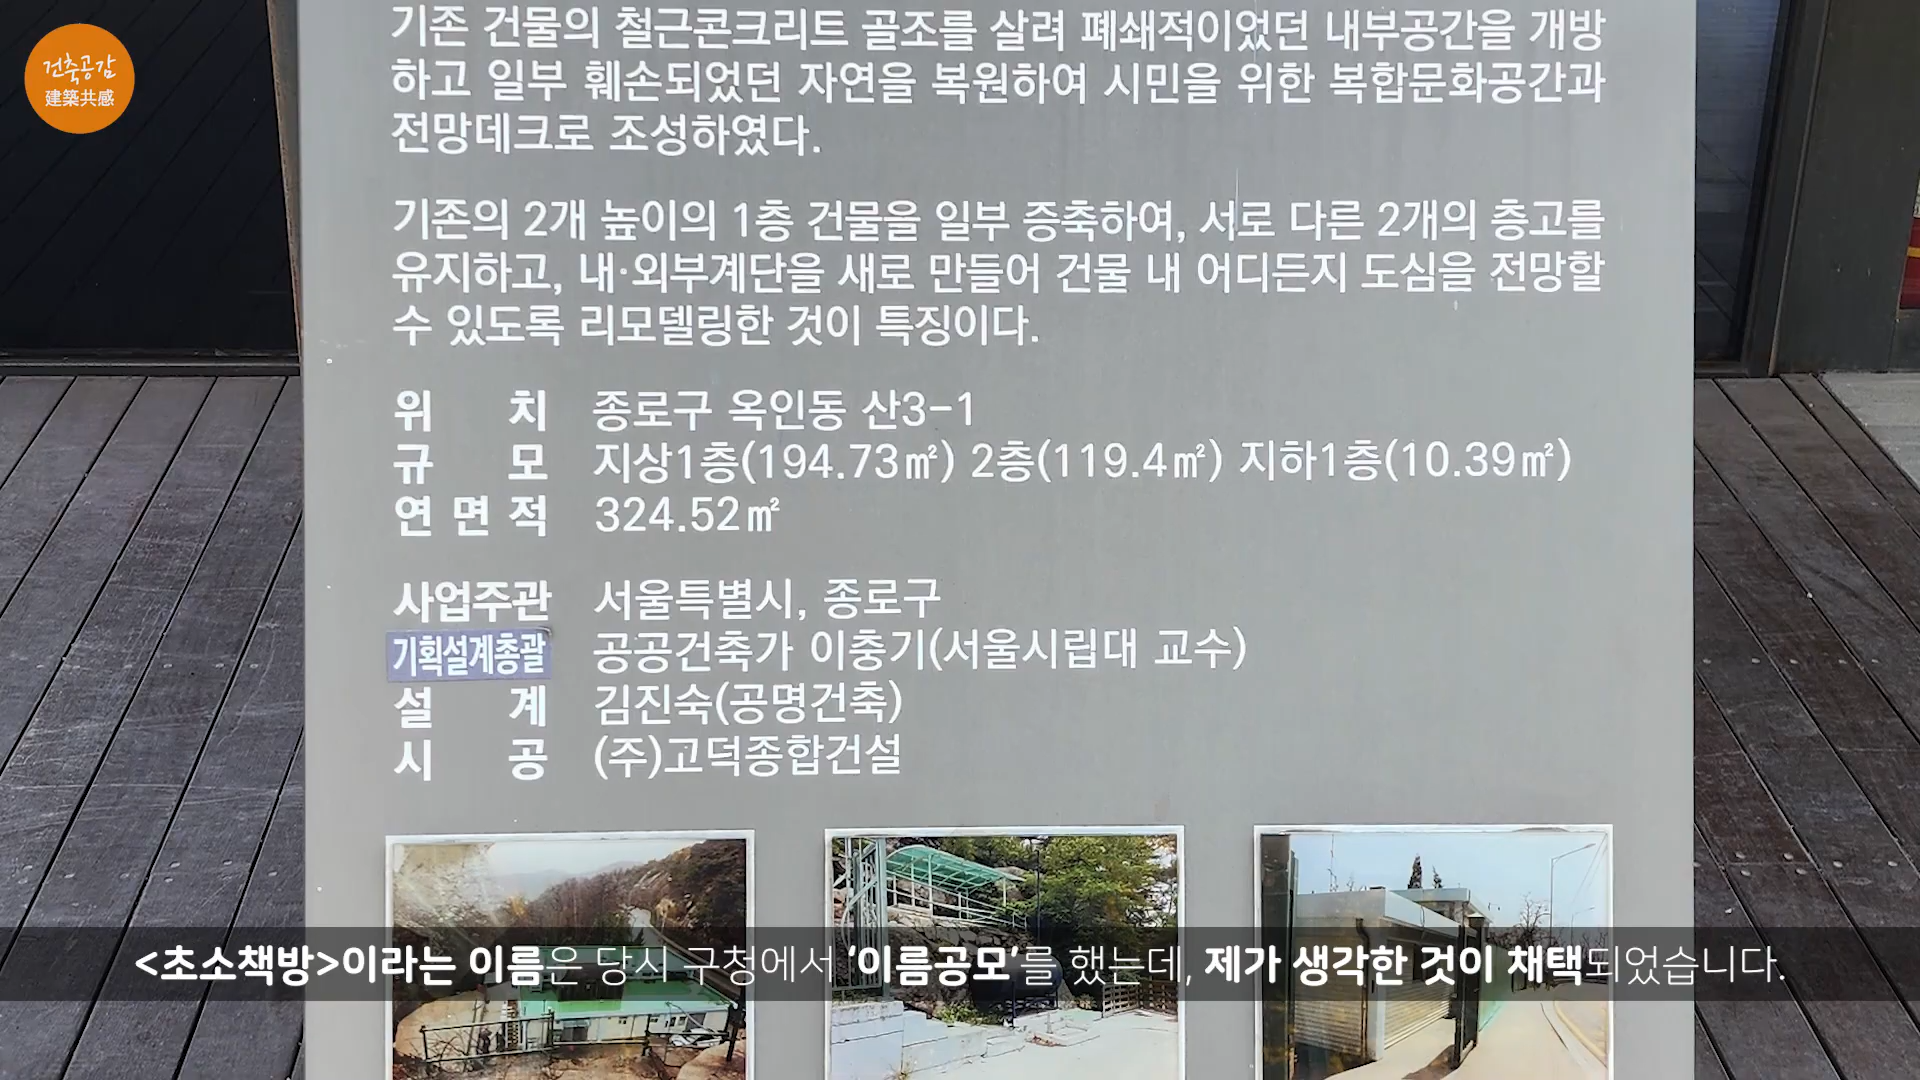 건축공감
建築共感
기존 건물의 철근콘크리트 골조를 살려 폐쇄적이었던 내부공간을 개방
하고 일부 훼손되었던 자연을 복원하여 시민을 위한 복합문화공간과
전망데크로 조성하였다.
기존의 2개 높이의 1층 건물을 일부 증축하여, 서로 다른 2개의 층고를
유지하고, 내·외부계단을 새로 만들어 건물 내 어디든지 도심을 전망할
수 있도록 리모델링한 것이 특징이다.
위 치 종로구 옥인동 산3-1
규 모 지상1층(194.73㎡) 2층(119.4㎡) 지하1층(10.39㎡)
연 면 적 324.52㎡
사업주관 서울특별시, 종로구
기획설계총괄 공공건축가 이충기(서울시립대 교수)
설 계 김진숙(공명건축)
시 공 (주)고덕종합건설
<초소책방>이라는 이름은 당시 구청에서 '이름공모'를 했는데, 제가 생각한 것이 채택되었습니다.